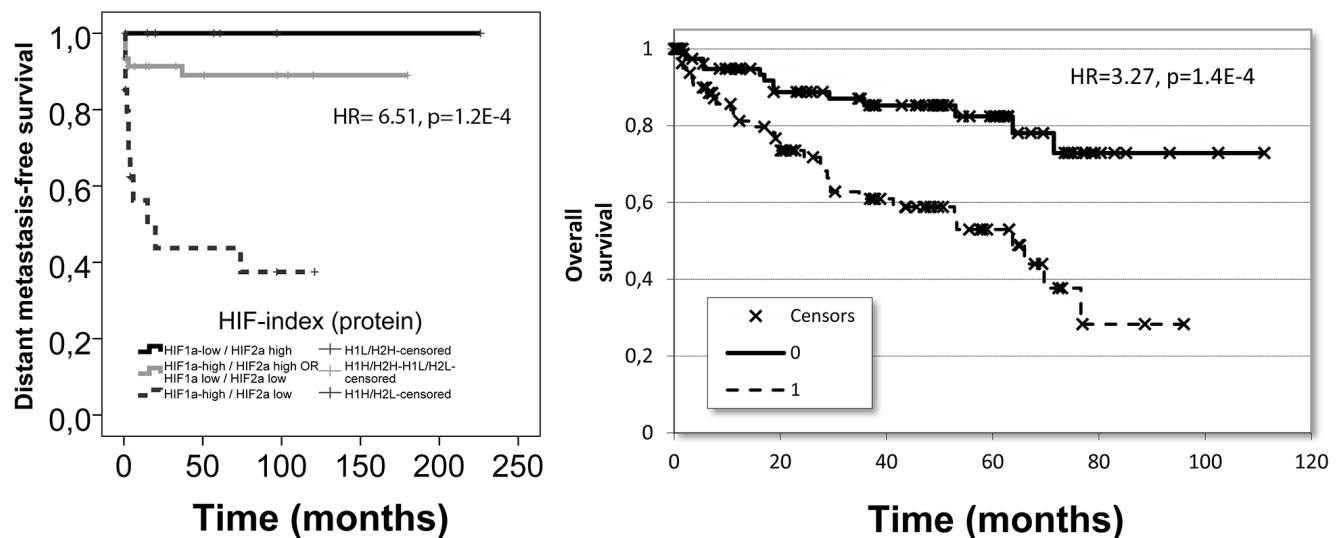 Distant metastasis-free survival
1,0
0,8
0,6
0,4
0,2
0,0
HR= 6.51, p=1.2E-4
HIF-index (protein)
HIF1a-low / HIF2a high
HIF1a-high / HIF2a high OR
HIF1a low / HIF2a low
HIF1a-high / HIF2a low
H1L/H2H-censored
H1H/H2H-H1L/H2L-
censored
H1H/H2L-censored
0 50 100 150 200 250
Time (months)
Overall
survival
1
0,8
0,6
0,4
0,2
0
HR=3.27, p=1.4E-4
Censors
0
1
0 20 40 60 80 100 120
Time (months)